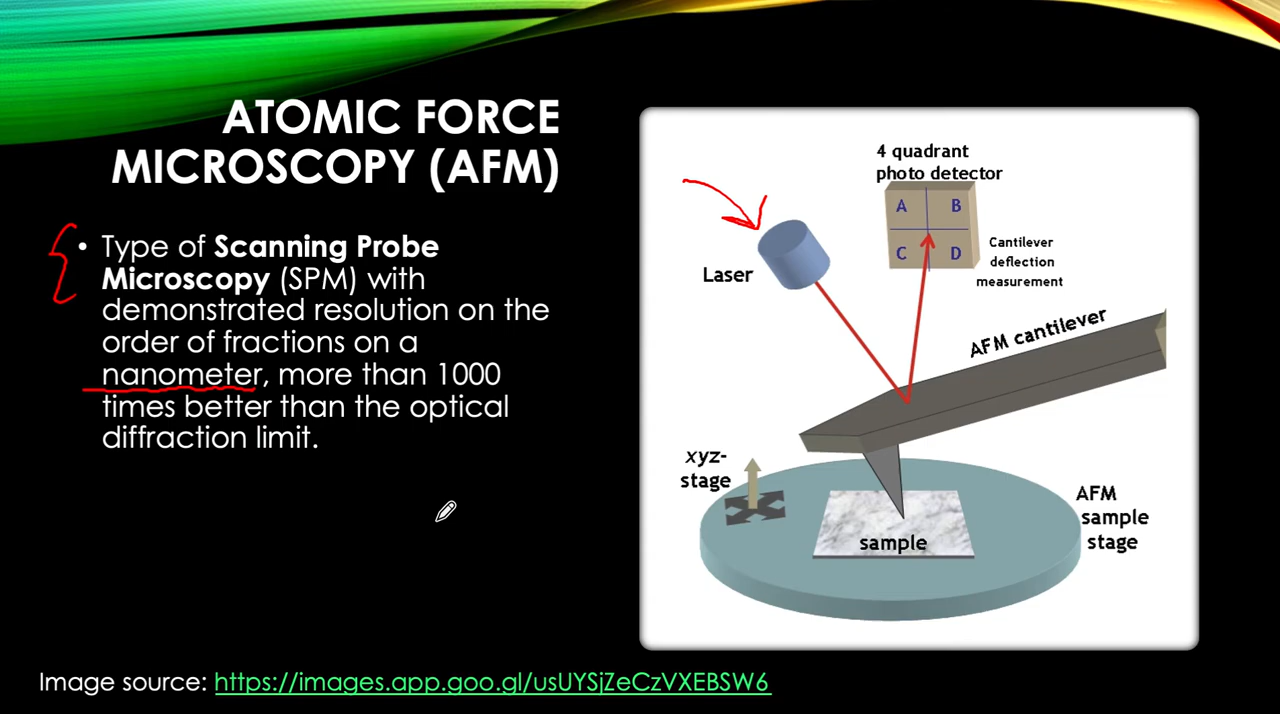 ATOMIC FORCE
MICROSCOPY (AFM)
• Type of Scanning Probe
Microscopy (SPM) with
demonstrated resolution on the
order of fractions on a
nanometer, more than 1000
times better than the optical
diffraction limit.
4 quadrant
photo detector
A B
C D
Cantilever
deflection
measurement
Laser
AFM cantilever
xyz-
stage
AFM
sample
stage
sample
Image source: https://images.app.goo.gl/usUYSjZeCzVXEBSW6